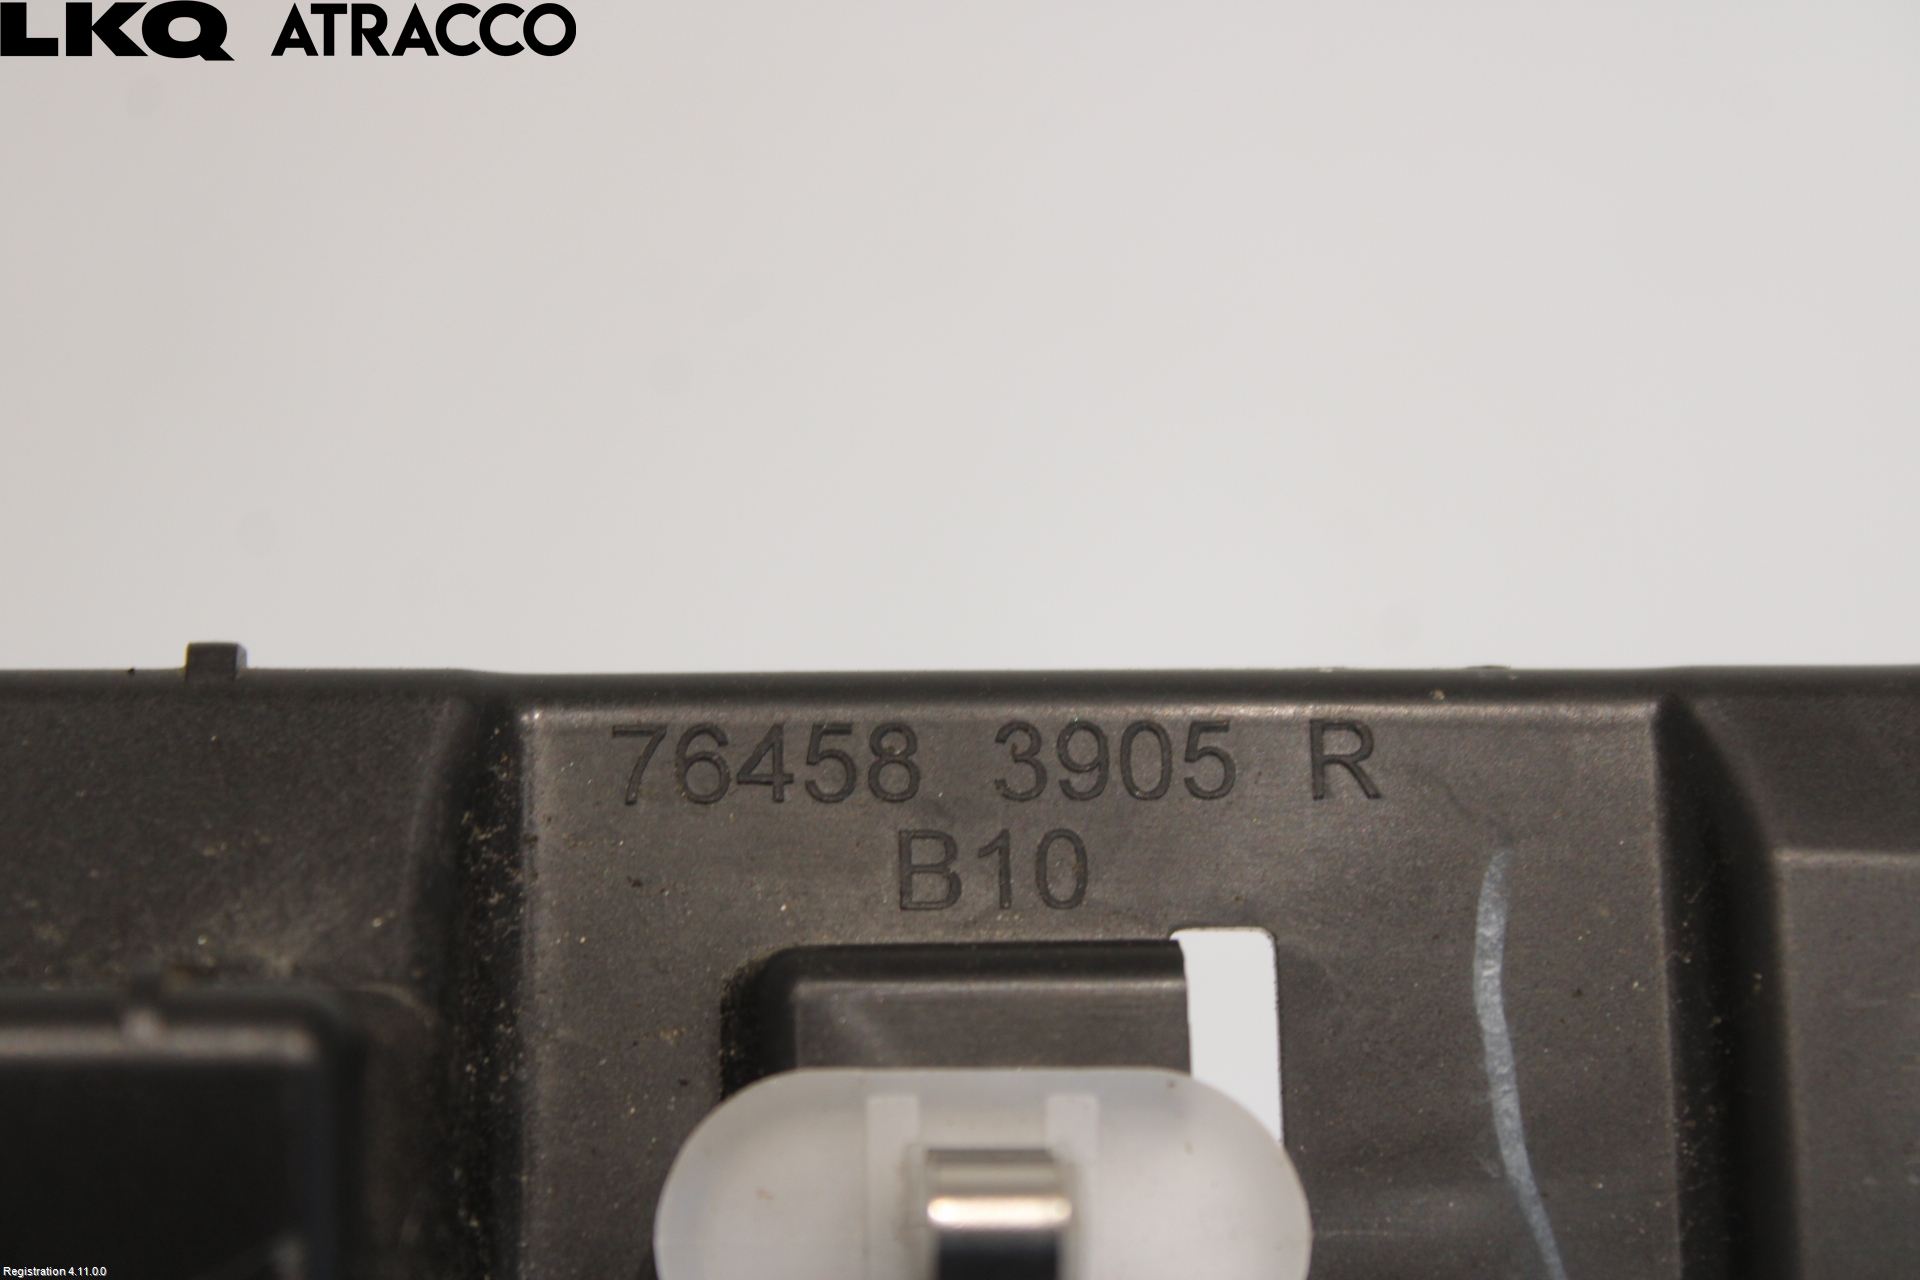 LKQ ATRACCO
76458 3905 R
B10
Registration 4.11.0.0